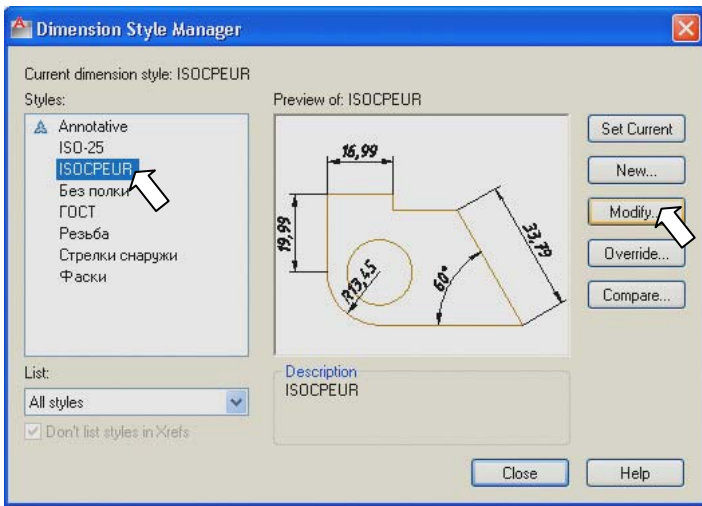 Dimension Style Manager
Current dimension style: ISOCPEUR
Styles:
Annotative
ISO-25
ISOCPEUR
Без полки
ГОСТ
Резьба
Стрелки снаружи
Фаски
Preview of: ISOCPEUR
16,99
19,99
R13,45
60°
33,79
Set Current
New...
Modify...
Override...
Compare...
List:
All styles
Don't list styles in Xrefs
Description
ISOCPEUR
Close
Help